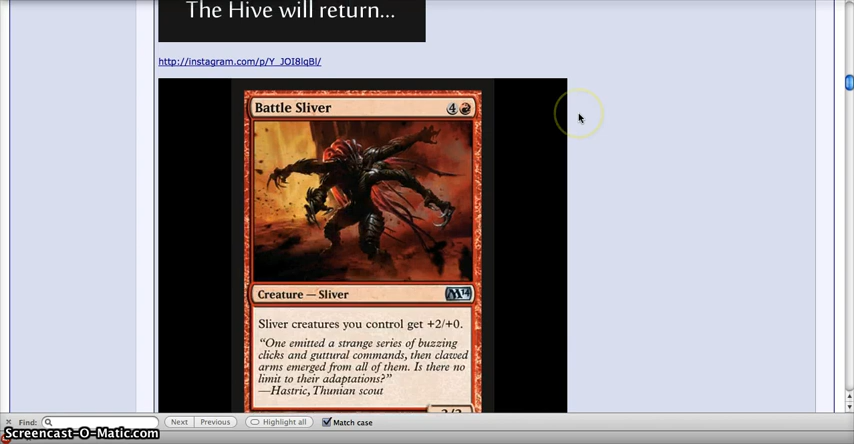 The Hive will return...
http://instagram.com/p/Y_JOI8lqBl/
Battle Sliver
4
Creature — Sliver
M14
Sliver creatures you control get +2/+0.
“One emitted a strange series of buzzing
clicks and guttural commands, then clawed
arms emerged from all of them. Is there no
limit to their adaptations?”
—Hastric, Thunian scout
Find:
Next
Previous
Highlight all
Match case
Screencast-O-Matic.com